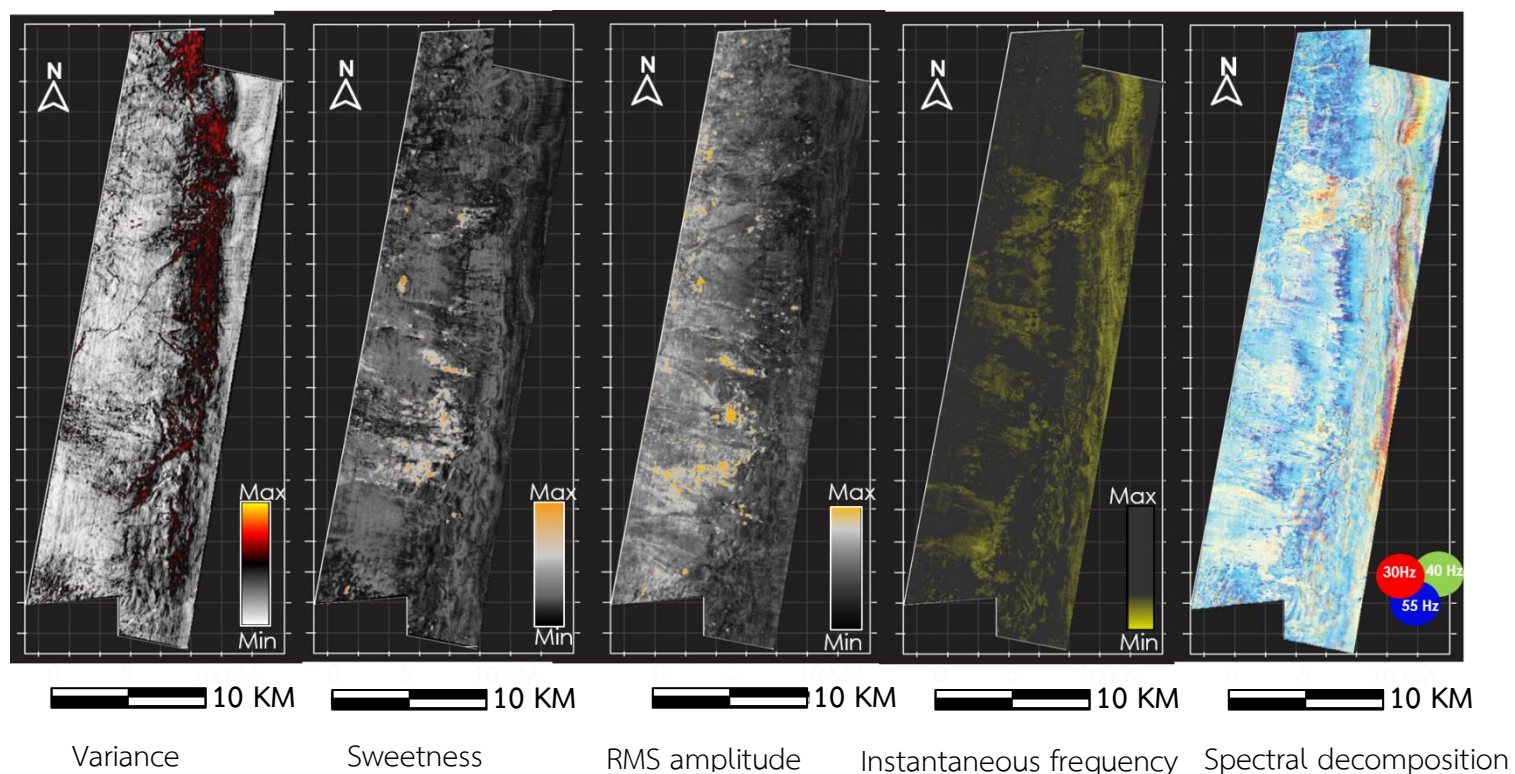 N
N
N
N
N
Max
Min
Max
Min
Max
Min
Max
Min
30Hz
40 Hz
55 Hz
10 KM
10 KM
10 KM
10 KM
10 KM
Variance
Sweetness
RMS amplitude
Instantaneous frequency
Spectral decomposition